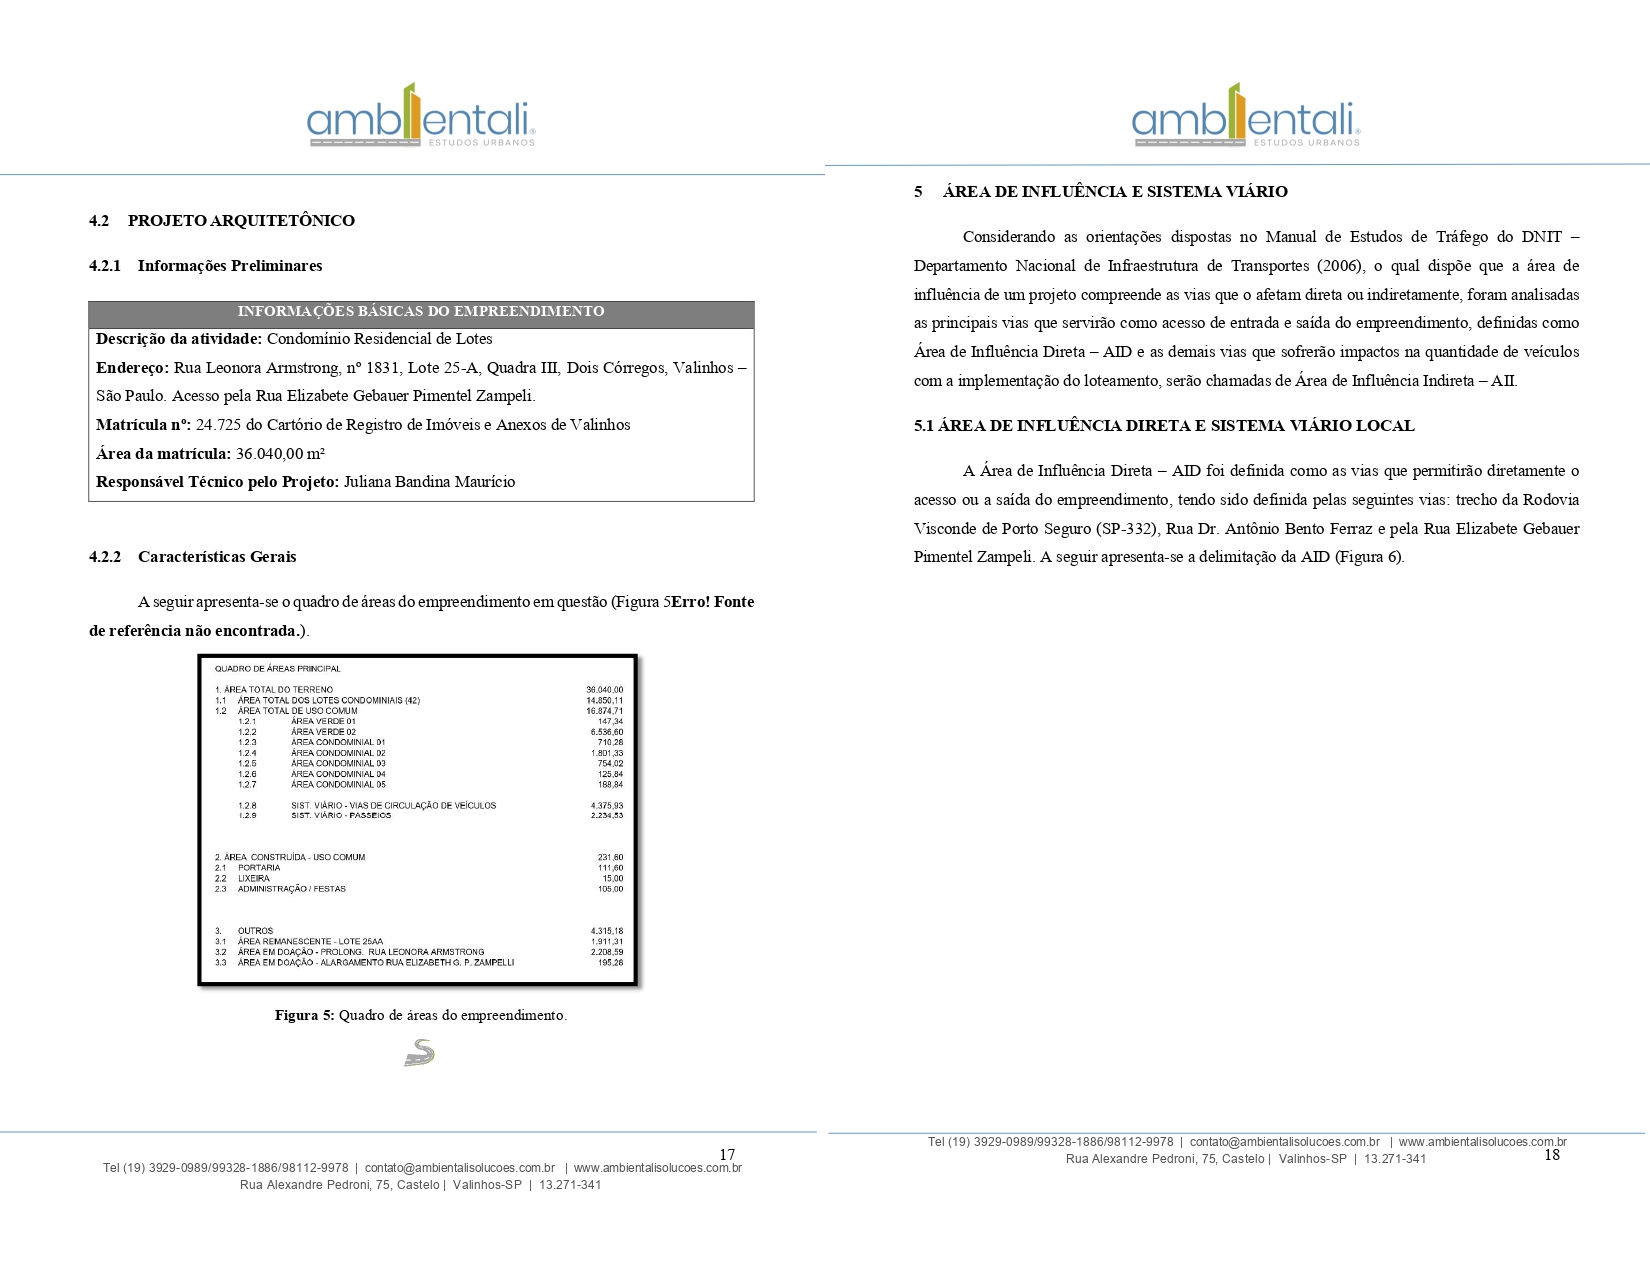 ambientali®
ESTUDOS URBANOS
4.2 PROJETO ARQUITETÔNICO
4.2.1 Informações Preliminares
INFORMAÇÕES BÁSICAS DO EMPREENDIMENTO
Descrição da atividade: Condomínio Residencial de Lotes
Endereço: Rua Leonora Armstrong, nº 1831, Lote 25-A, Quadra III, Dois Córregos, Valinhos –
São Paulo. Acesso pela Rua Elizabete Gebauer Pimentel Zampeli.
Matrícula nº: 24.725 do Cartório de Registro de Imóveis e Anexos de Valinhos
Área da matrícula: 36.040,00 m²
Responsável Técnico pelo Projeto: Juliana Bandina Maurício
4.2.2 Características Gerais
A seguir apresenta-se o quadro de áreas do empreendimento em questão (Figura 5Erro! Fonte
de referência não encontrada.).
QUADRO DE ÁREAS PRINCIPAL
1. ÁREA TOTAL DO TERRENO 36.040,00
1.1 ÁREA TOTAL DOS LOTES CONDOMINIAIS (42) 14.850,11
1.2 ÁREA TOTAL DE USO COMUM 16.874,71
1.2.1 ÁREA VERDE 01 147,34
1.2.2 ÁREA VERDE 02 6.536,60
1.2.3 ÁREA CONDOMINIAL 01 710,28
1.2.4 ÁREA CONDOMINIAL 02 1.801,33
1.2.5 ÁREA CONDOMINIAL 03 754,02
1.2.6 ÁREA CONDOMINIAL 04 125,84
1.2.7 ÁREA CONDOMINIAL 05 188,84
1.2.8 SIST. VIÁRIO - VIAS DE CIRCULAÇÃO DE VEÍCULOS 4.375,93
1.2.9 SIST. VIÁRIO - PASSEIOS 2.234,53
2. ÁREA CONSTRUÍDA - USO COMUM 231,60
2.1 PORTARIA 111,60
2.2 LIXEIRA 15,00
2.3 ADMINISTRAÇÃO / FESTAS 105,00
3. OUTROS 4.315,18
3.1 ÁREA REMANESCENTE - LOTE 25AA 1.911,31
3.2 ÁREA EM DOAÇÃO - PROLONG. RUA LEONORA ARMSTRONG 2.208,59
3.3 ÁREA EM DOAÇÃO - ALARGAMENTO RUA ELIZABETH G. P. ZAMPELLI 195,28
Figura 5: Quadro de áreas do empreendimento.
17
Tel (19) 3929-0989/99328-1886/98112-9978 | contato@ambientalisolucoes.com.br | www.ambientalisolucoes.com.br
Rua Alexandre Pedroni, 75, Castelo | Valinhos-SP | 13.271-341
ambientali®
ESTUDOS URBANOS
5 ÁREA DE INFLUÊNCIA E SISTEMA VIÁRIO
Considerando as orientações dispostas no Manual de Estudos de Tráfego do DNIT –
Departamento Nacional de Infraestrutura de Transportes (2006), o qual dispõe que a área de
influência de um projeto compreende as vias que o afetam direta ou indiretamente, foram analisadas
as principais vias que servirão como acesso de entrada e saída do empreendimento, definidas como
Área de Influência Direta – AID e as demais vias que sofrerão impactos na quantidade de veículos
com a implementação do loteamento, serão chamadas de Área de Influência Indireta – AII.
5.1 ÁREA DE INFLUÊNCIA DIRETA E SISTEMA VIÁRIO LOCAL
A Área de Influência Direta – AID foi definida como as vias que permitirão diretamente o
acesso ou a saída do empreendimento, tendo sido definida pelas seguintes vias: trecho da Rodovia
Visconde de Porto Seguro (SP-332), Rua Dr. Antônio Bento Ferraz e pela Rua Elizabete Gebauer
Pimentel Zampeli. A seguir apresenta-se a delimitação da AID (Figura 6).
Tel (19) 3929-0989/99328-1886/98112-9978 | contato@ambientalisolucoes.com.br | www.ambientalisolucoes.com.br
Rua Alexandre Pedroni, 75, Castelo | Valinhos-SP | 13.271-341
18